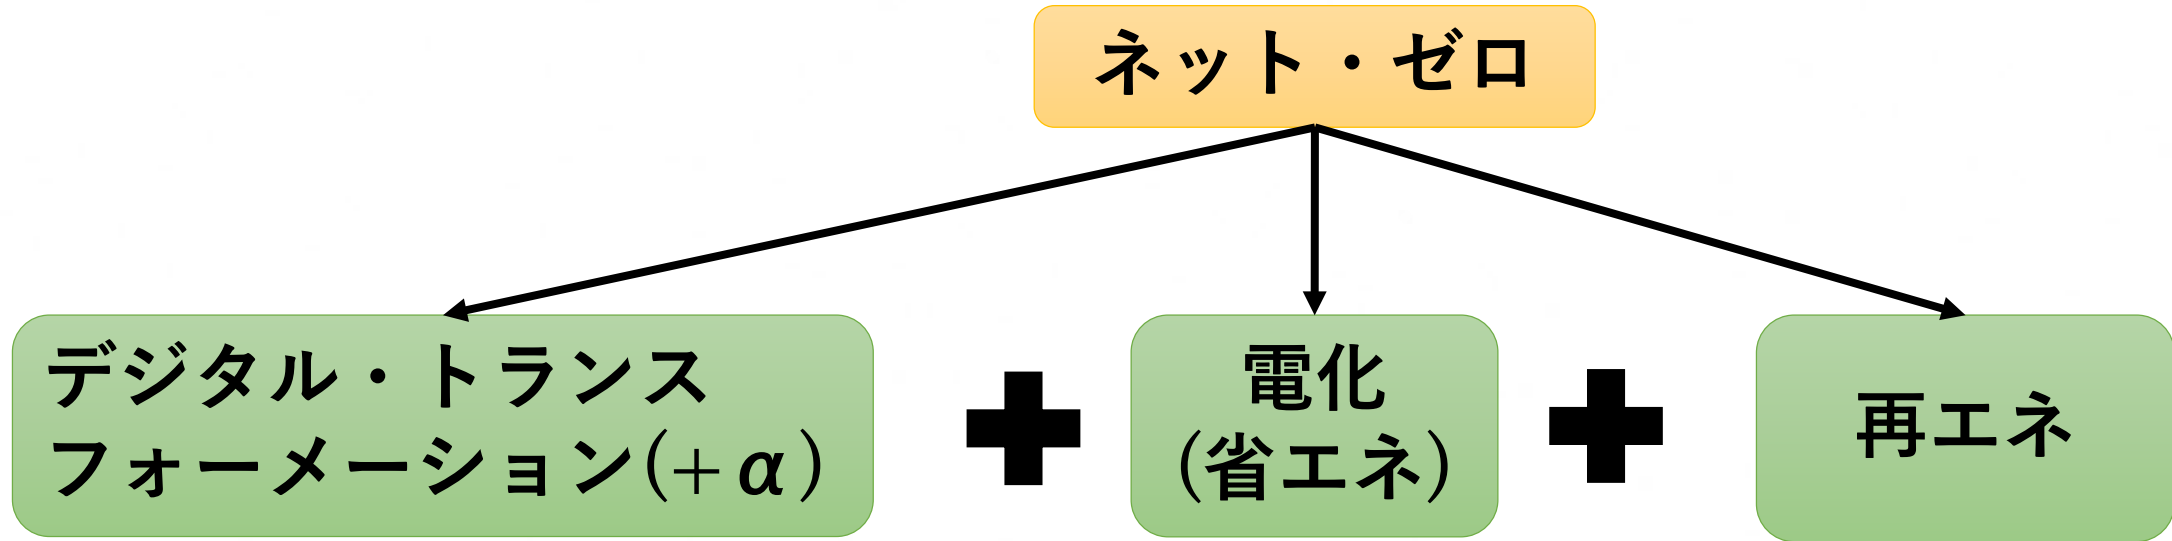 ネット・ゼロ
デジタル・トランス
フォーメーション(+α)
電化
(省エネ)
再エネ